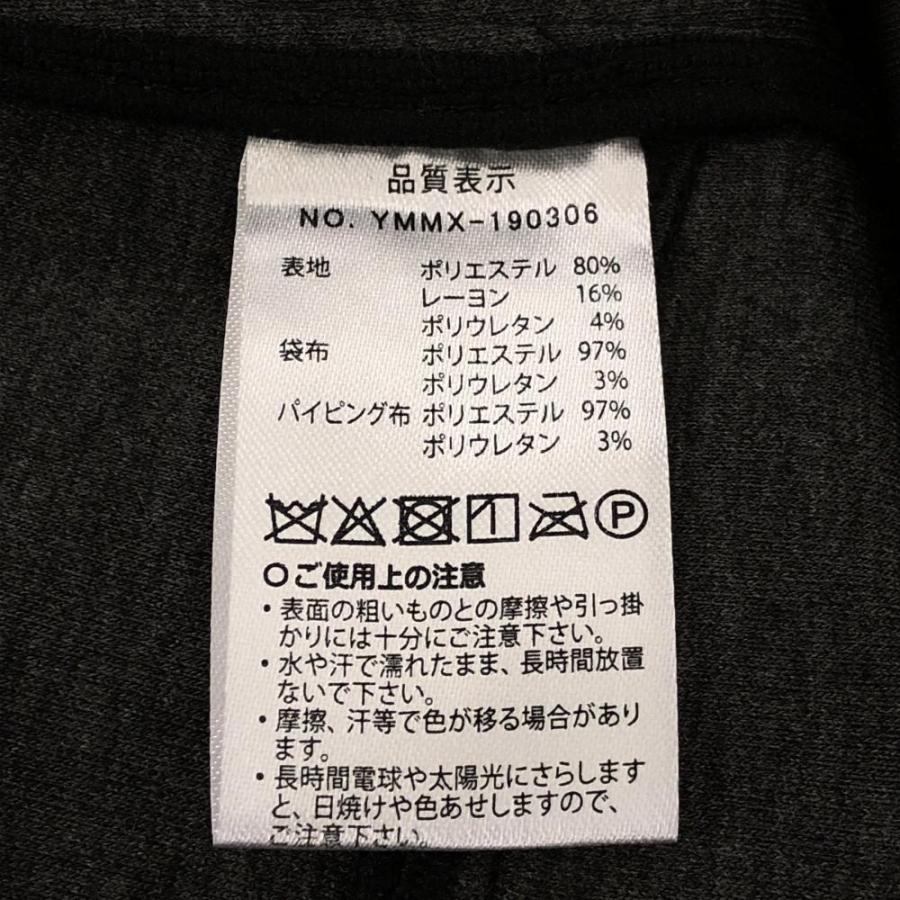 品質表示
NO. YMMX-190306
表地 ポリエステル 80%
レーヨン 16%
ポリウレタン 4%
袋布 ポリエステル 97%
ポリウレタン 3%
パイピング布 ポリエステル 97%
ポリウレタン 3%
P
○ご使用上の注意
・表面の粗いものとの摩擦や引っ掛
かりには十分にご注意下さい。
・水や汗で濡れたまま、長時間放置
ないで下さい。
・摩擦、汗等で色が移る場合があり
ます。
・長時間電球や太陽光にさらします
と、日焼けや色あせしますので、
ご注意下さい。